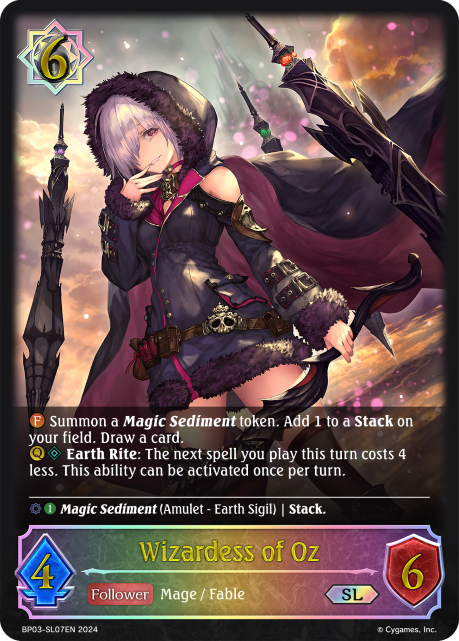 6
F Summon a Magic Sediment token. Add 1 to a Stack on
your field. Draw a card.
Q Earth Rite: The next spell you play this turn costs 4
less. This ability can be activated once per turn.
1 Magic Sediment (Amulet - Earth Sigil) | Stack.
Wizardess of Oz
4
Follower Mage / Fable
SL
6
BP03-SL07EN 2024
© Cygames, Inc.